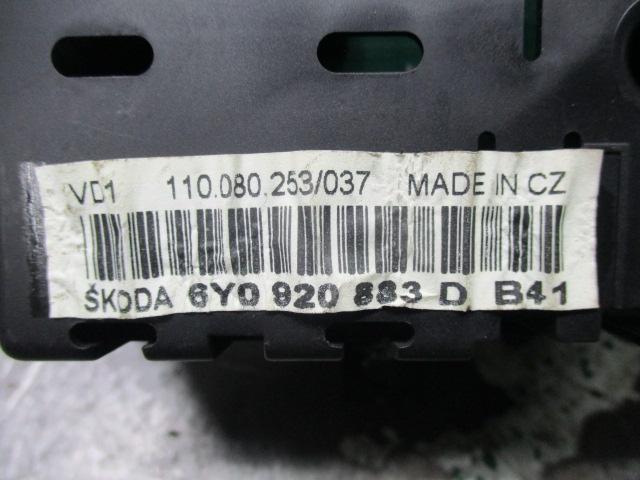 VD1 110.080.253/037 MADE IN CZ
ŠKODA 6Y0 920 883 D B41